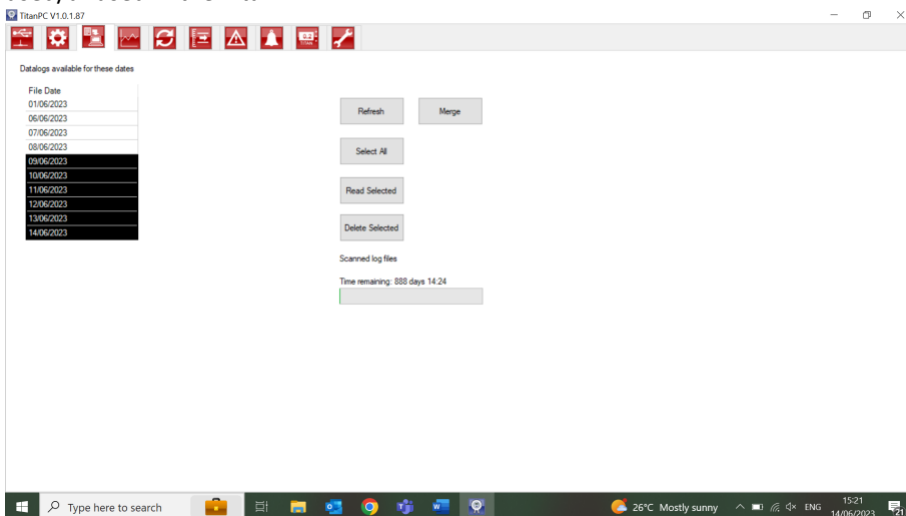 TitanPC V1.0.1.87
Datalogs available for these dates
File Date
01/06/2023
06/06/2023
07/06/2023
08/06/2023
09/06/2023
10/06/2023
11/06/2023
12/06/2023
13/06/2023
14/06/2023
Refresh Merge
Select All
Read Selected
Delete Selected
Scanned log files
Time remaining: 888 days 14:24
Type here to search
26°C Mostly sunny
ENG
15:21
14/06/2023
21